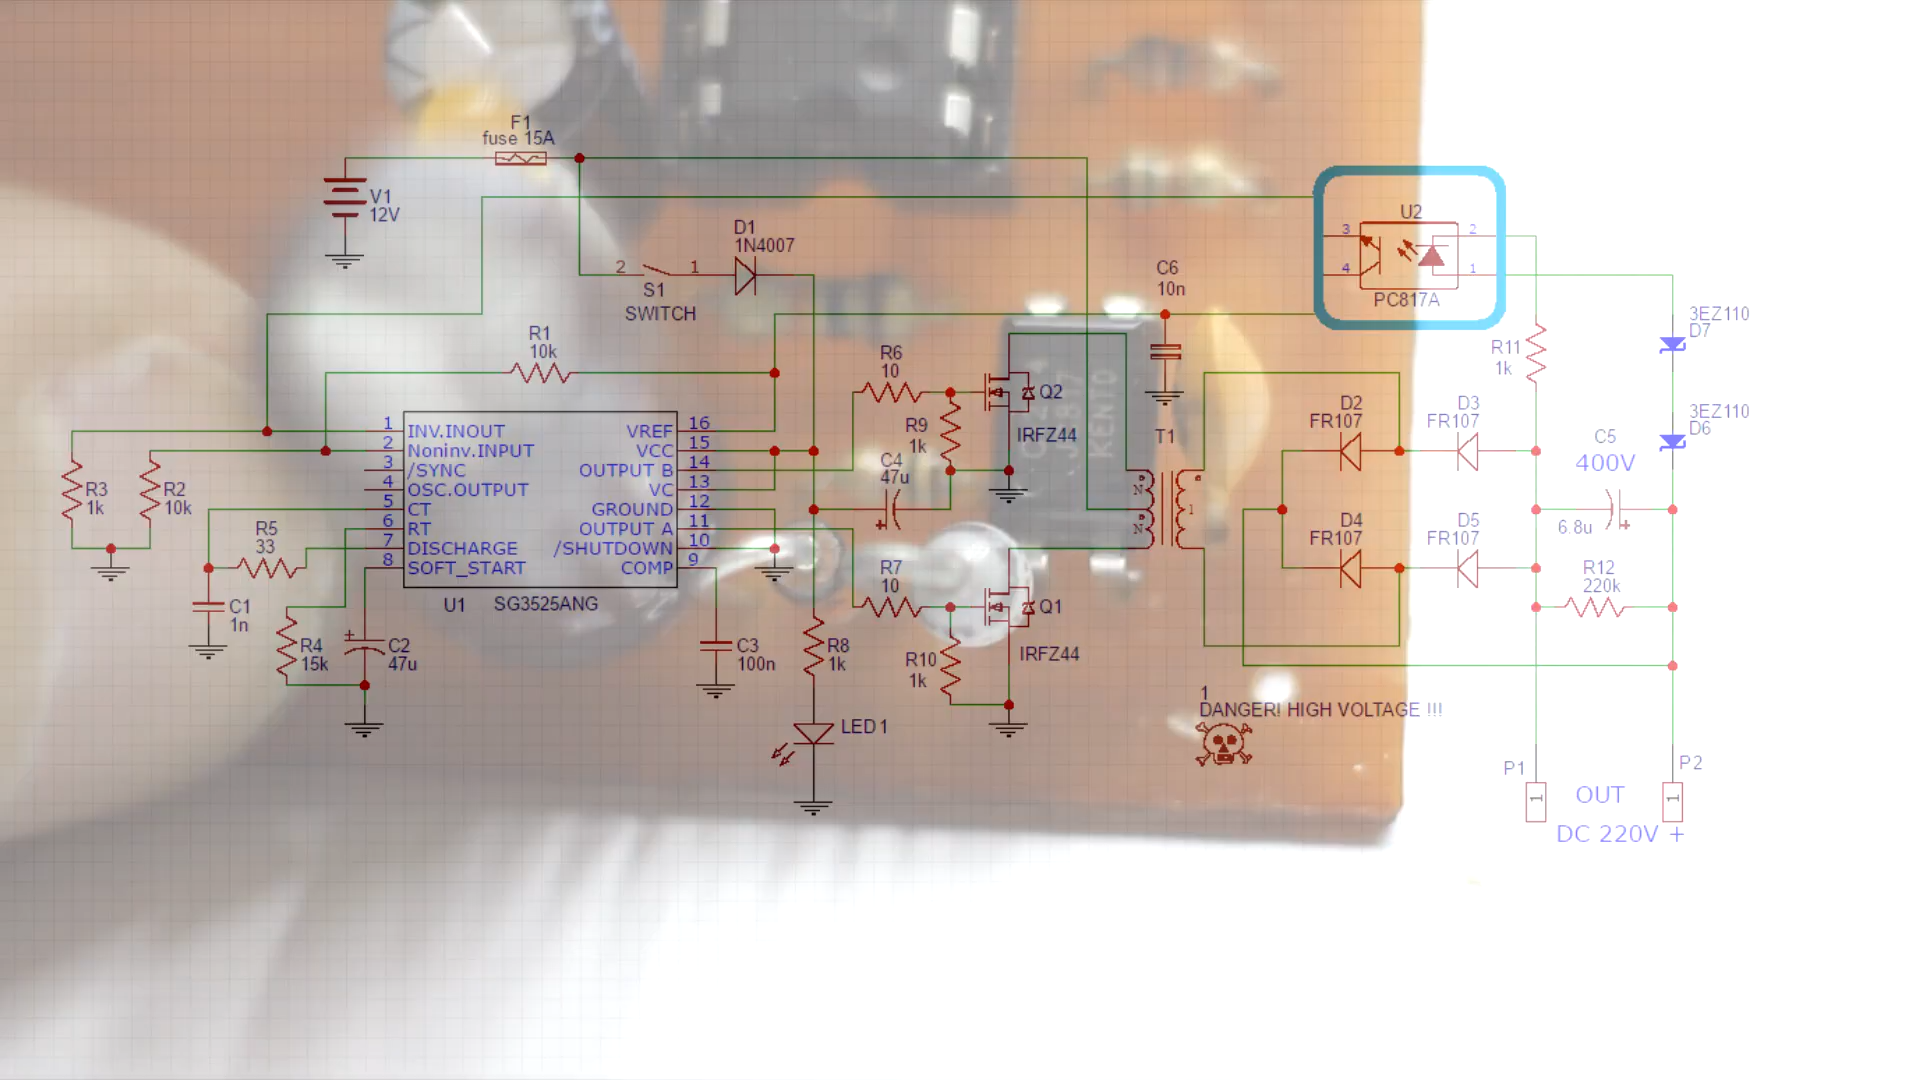 F1
fuse 15A
V1
12V
D1
1N4007
2
1
S1
SWITCH
C6
10n
U2
3
4
2
1
PC817A
3EZ110
D7
R11
1k
R1
10k
R6
10
Q2
IRFZ44
R9
1k
C4
47u
T1
N
N
1
D2
FR107
D3
FR107
3EZ110
D6
C5
400V
6.8u
D4
FR107
D5
FR107
R12
220k
1 INV.INOUT
2 Noninv.INPUT
3 /SYNC
4 OSC.OUTPUT
5 CT
6 RT
7 DISCHARGE
8 SOFT_START
VREF 16
VCC 15
OUTPUT B 14
VC 13
GROUND 12
OUTPUT A 11
/SHUTDOWN 10
COMP 9
U1 SG3525ANG
R3
1k
R2
10k
R5
33
C1
1n
R4
15k
C2
47u
C3
100n
R8
1k
R7
10
Q1
IRFZ44
R10
1k
LED1
1
DANGER! HIGH VOLTAGE !!!
P1
1
P2
1
OUT
DC 220V +
J387
KENTO